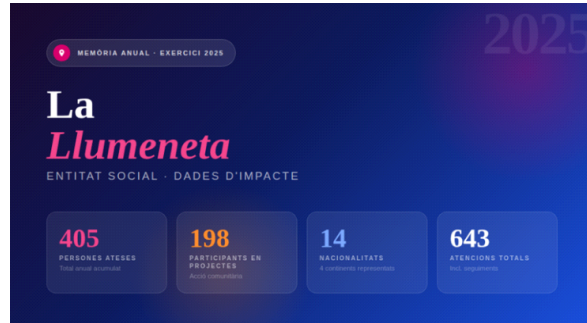 2025
MEMÒRIA ANUAL · EXERCICI 2025
La
Llumeneta
ENTITAT SOCIAL · DADES D'IMPACTE
405
PERSONES ATESES
Total anual acumulat
198
PARTICIPANTS EN
PROJECTES
Acció comunitària
14
NACIONALITATS
4 continents representats
643
ATENCIONS TOTALS
Incl. seguiments